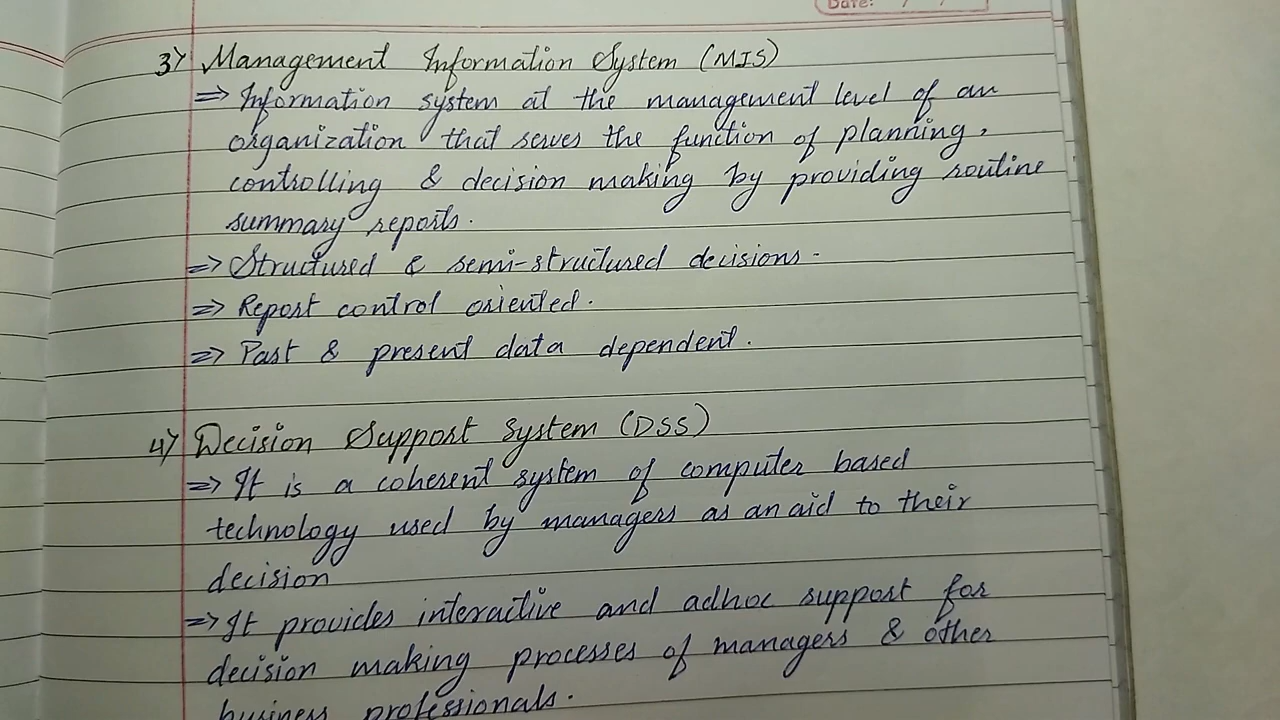 Date: / /
3) Management Information System (MIS)
⇒ Information system at the management level of an
organization that serves the function of planning,
controlling & decision making by providing routine
summary reports.
⇒ Structured & semi-structured decisions.
⇒ Report control oriented.
⇒ Past & present data dependent.
4) Decision Support System (DSS)
⇒ It is a coherent system of computer based
technology used by managers as an aid to their
decision
⇒ It provides interactive and adhoc support for
decision making processes of managers & other
business professionals.